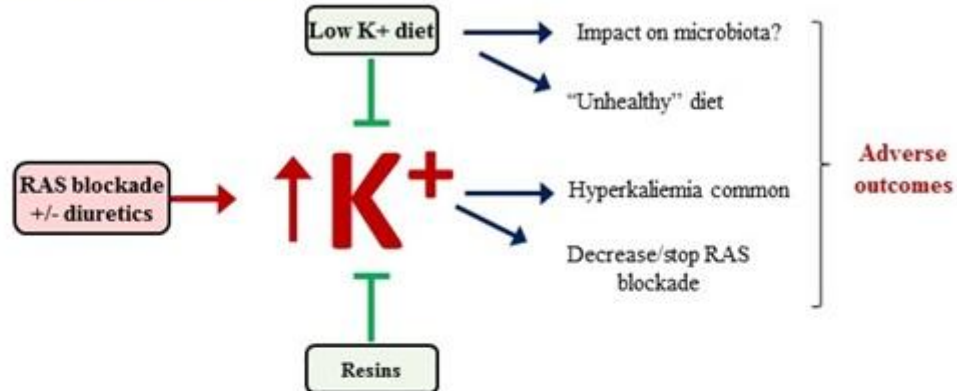 Low K+ diet
Impact on microbiota?
“Unhealthy” diet
RAS blockade
+/- diuretics
K+
Hyperkaliemia common
Decrease/stop RAS
blockade
Adverse
outcomes
Resins